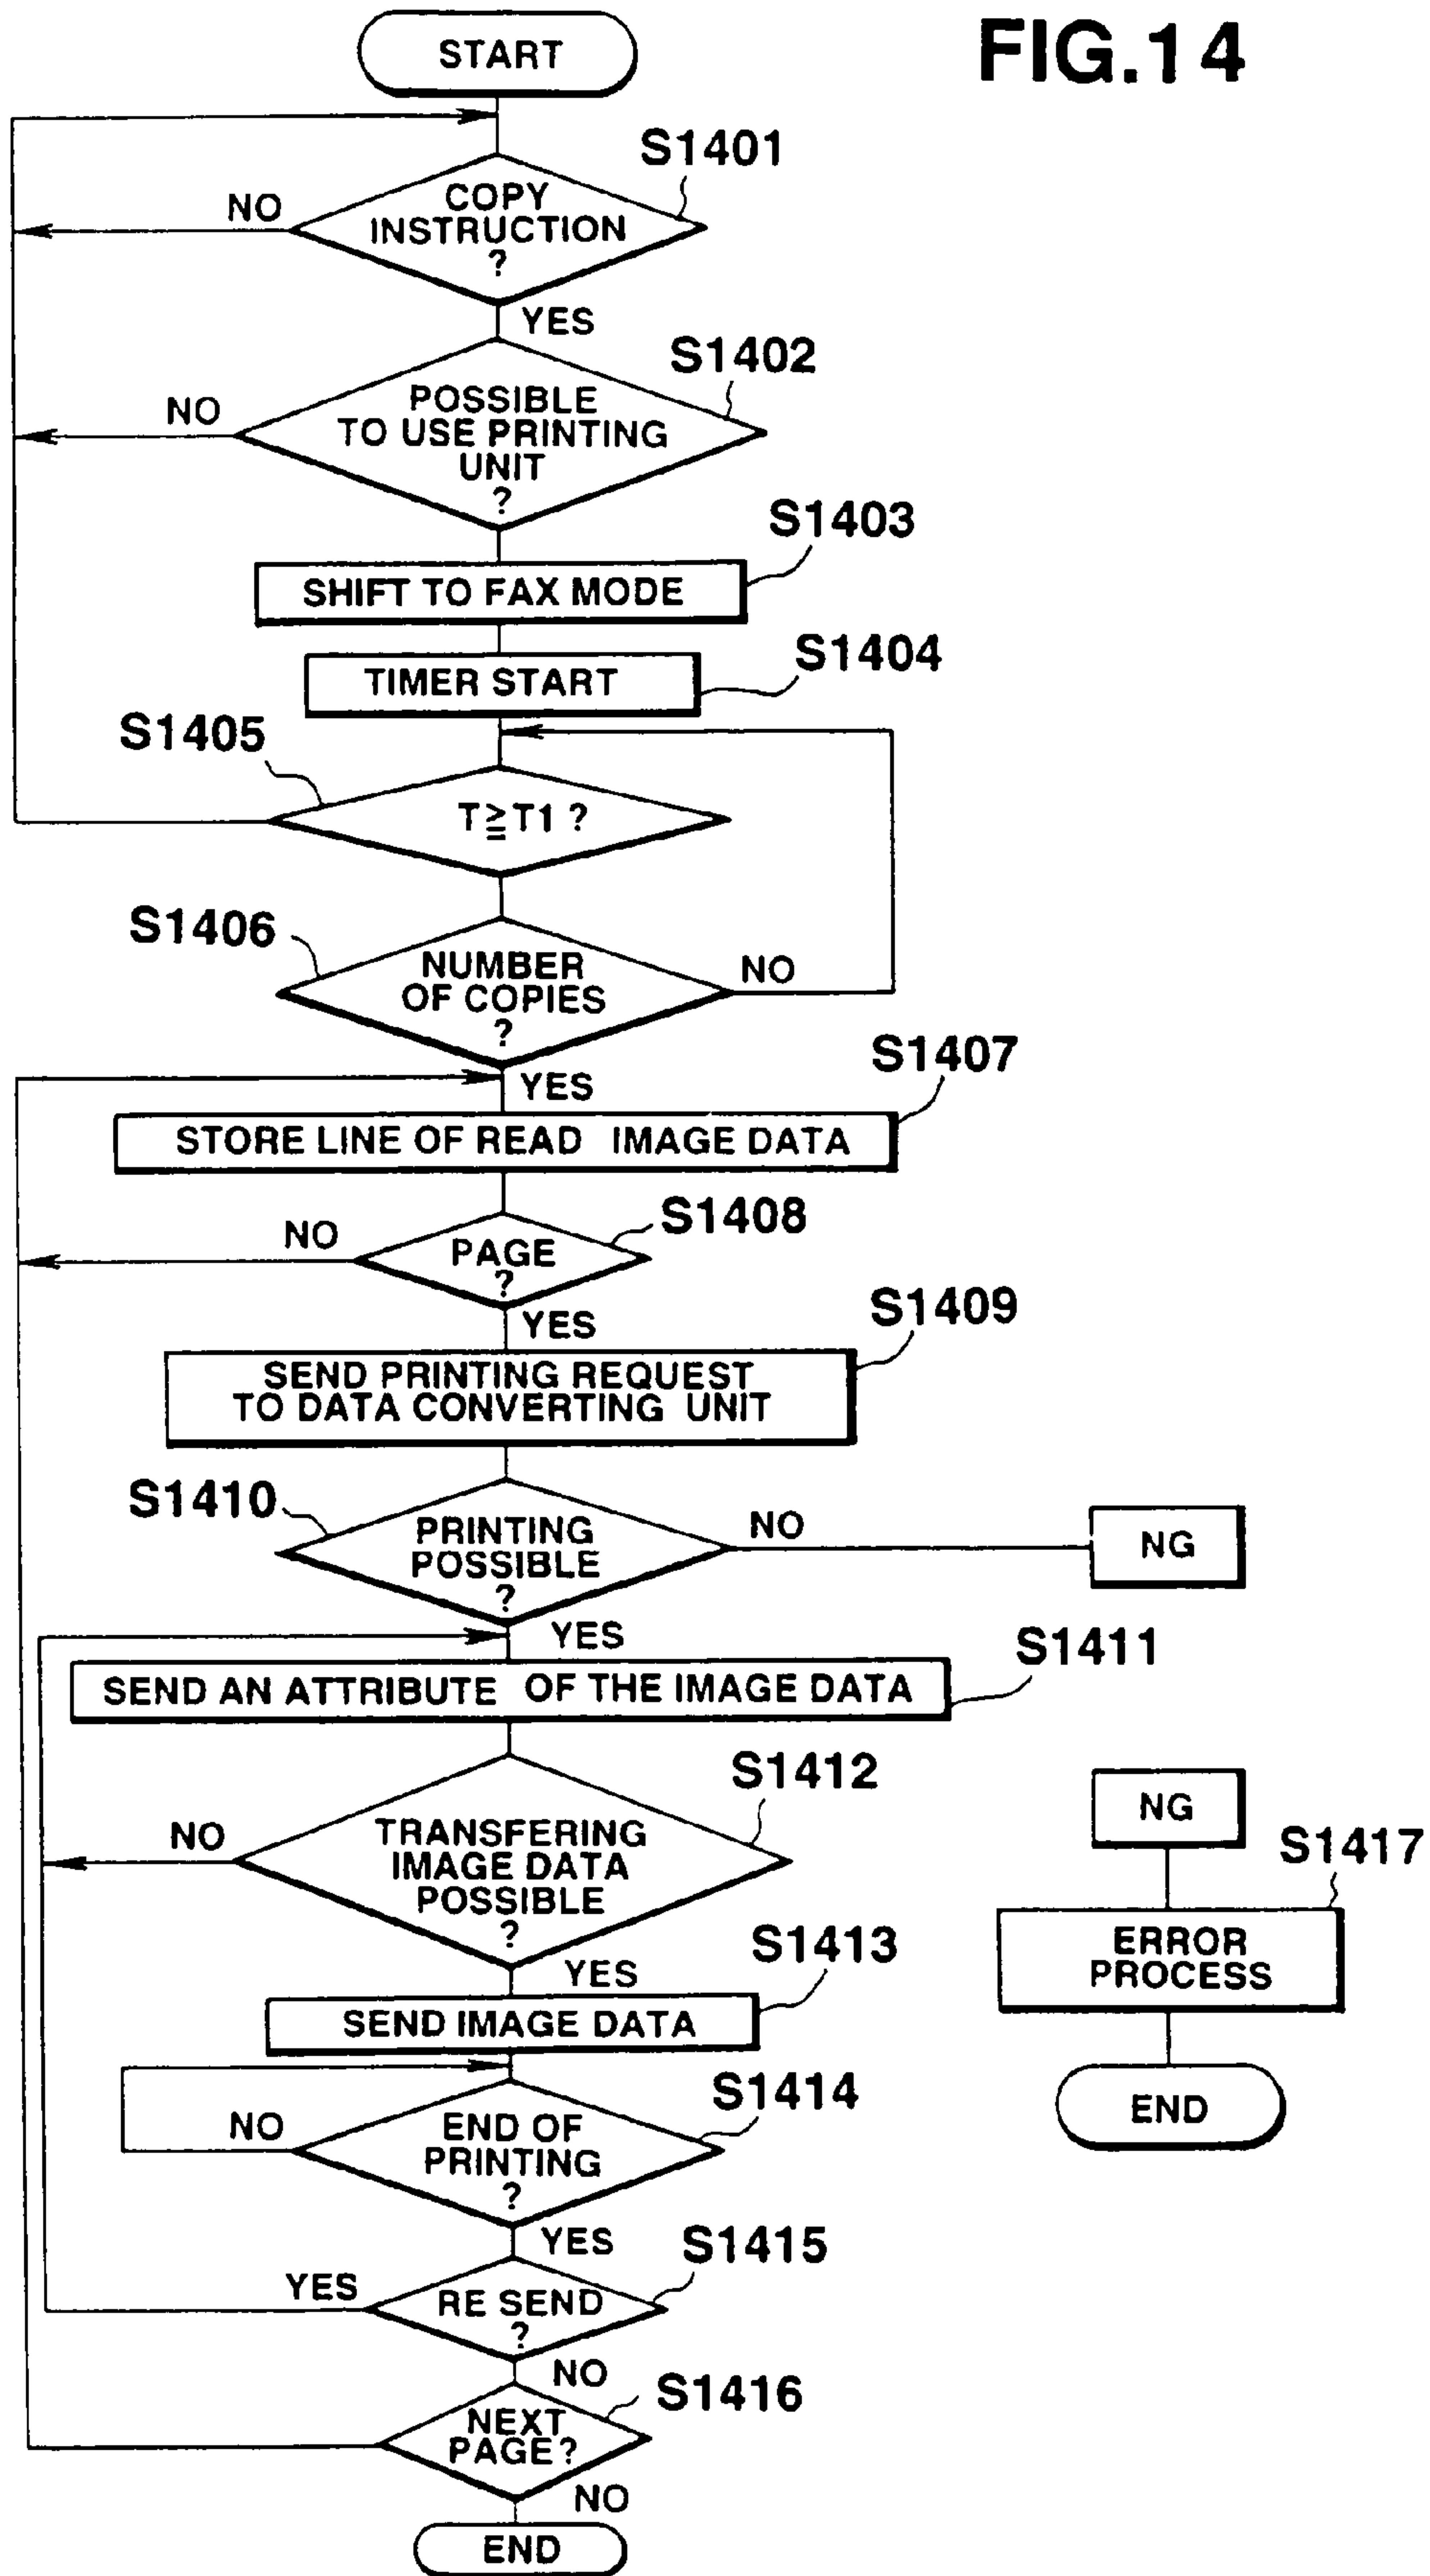 FIG.14
START
S1401
COPY
INSTRUCTION
?
NO
YES
S1402
POSSIBLE
TO USE PRINTING
UNIT
?
NO
S1403
SHIFT TO FAX MODE
S1404
TIMER START
S1405
T≧T1 ?
S1406
NUMBER
OF COPIES
?
NO
YES
S1407
STORE LINE OF READ IMAGE DATA
S1408
PAGE
?
NO
YES
S1409
SEND PRINTING REQUEST
TO DATA CONVERTING UNIT
S1410
PRINTING
POSSIBLE
?
NO
NG
YES
S1411
SEND AN ATTRIBUTE OF THE IMAGE DATA
S1412
TRANSFERING
IMAGE DATA
POSSIBLE
?
NO
YES
S1413
SEND IMAGE DATA
S1414
END OF
PRINTING
?
NO
YES
S1415
RE SEND
?
YES
NO
S1416
NEXT
PAGE?
NO
END
NG
S1417
ERROR
PROCESS
END